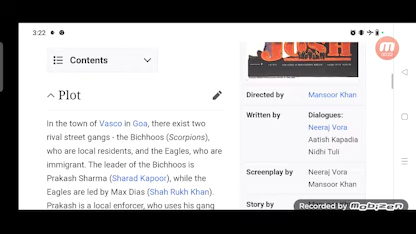 3:22
JOSH
Contents
Plot
In the town of Vasco in Goa, there exist two
rival street gangs - the Bichhoos (Scorpions),
who are local residents, and the Eagles, who are
immigrant. The leader of the Bichhoos is
Prakash Sharma (Sharad Kapoor), while the
Eagles are led by Max Dias (Shah Rukh Khan).
Prakash is a local enforcer, who uses his gang
Directed by Mansoor Khan
Written by Dialogues:
Neeraj Vora
Aatish Kapadia
Nidhi Tuli
Screenplay by Neeraj Vora
Mansoor Khan
Story by
Recorded by Mobizen